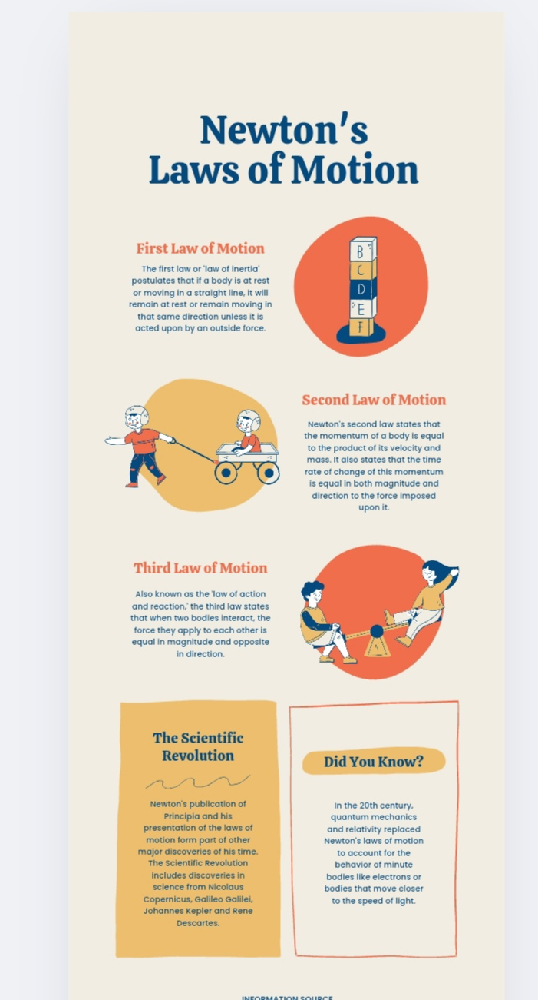 Newton's
Laws of Motion
First Law of Motion
The first law or 'law of inertia'
postulates that if a body is at rest
or moving in a straight line, it will
remain at rest or remain moving in
that same direction unless it is
acted upon by an outside force.
B
C
D
E
F
Second Law of Motion
Newton's second law states that
the momentum of a body is equal
to the product of its velocity and
mass. It also states that the time
rate of change of this momentum
is equal in both magnitude and
direction to the force imposed
upon it.
Third Law of Motion
Also known as the 'law of action
and reaction,' the third law states
that when two bodies interact, the
force they apply to each other is
equal in magnitude and opposite
in direction.
The Scientific
Revolution
Newton's publication of
Principia and his
presentation of the laws of
motion form part of other
major discoveries of his time.
The Scientific Revolution
includes discoveries in
science from Nicolaus
Copernicus, Galileo Galilei,
Johannes Kepler and Rene
Descartes.
Did You Know?
In the 20th century,
quantum mechanics
and relativity replaced
Newton's laws of motion
to account for the
behavior of minute
bodies like electrons or
bodies that move closer
to the speed of light.
INFORMATION SOURCE